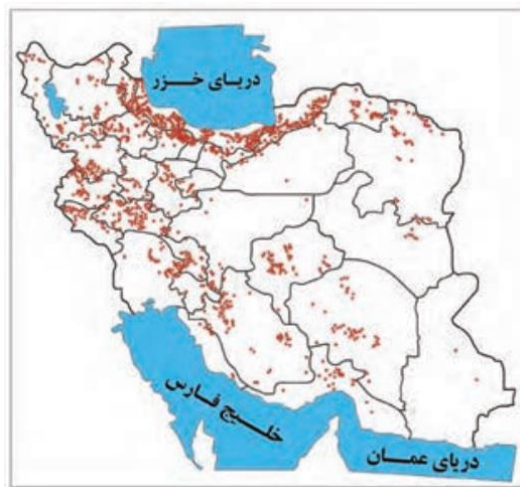 دریای خزر
خلیج فارس
دریای عمان